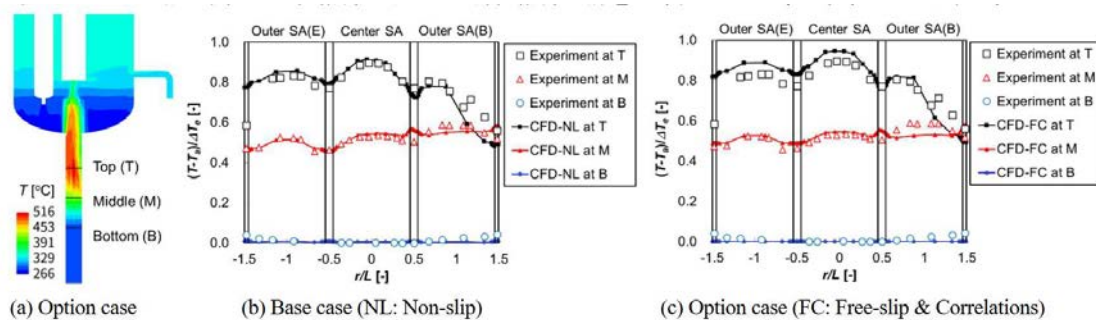 Top (T)
Middle (M)
Bottom (B)
T [°C]
516
453
391
329
266
(a) Option case
Outer SA(E) Center SA Outer SA(B)
1.0
0.8
0.6
0.4
0.2
0.0
(T-Ta)/ΔTe [-]
-1.5 -1 -0.5 0 0.5 1 1.5
r/L [-]
Experiment at T
Experiment at M
Experiment at B
CFD-NL at T
CFD-NL at M
CFD-NL at B
(b) Base case (NL: Non-slip)
Outer SA(E) Center SA Outer SA(B)
1.0
0.8
0.6
0.4
0.2
0.0
-1.5 -1 -0.5 0 0.5 1 1.5
r/L [-]
Experiment at T
Experiment at M
Experiment at B
CFD-FC at T
CFD-FC at M
CFD-FC at B
(c) Option case (FC: Free-slip & Correlations)